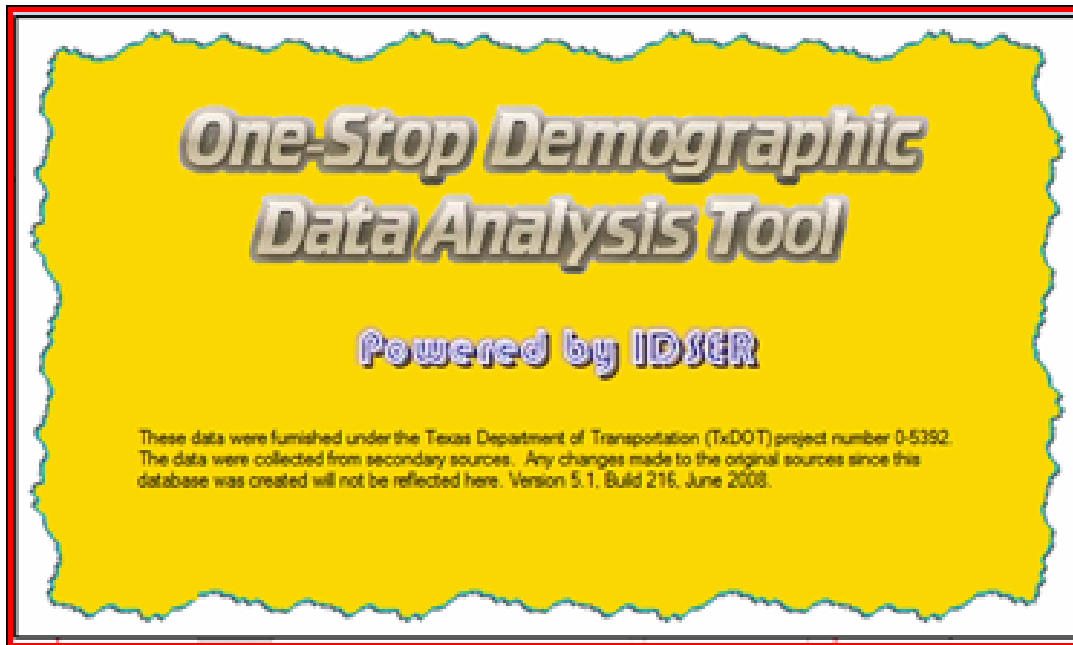 One-Stop Demographic
Data Analysis Tool
Powered by IDSER
These data were furnished under the Texas Department of Transportation (TxDOT) project number 0-5392.
The data were collected from secondary sources.  Any changes made to the original sources since this
database was created will not be reflected here. Version 5.1, Build 216, June 2008.